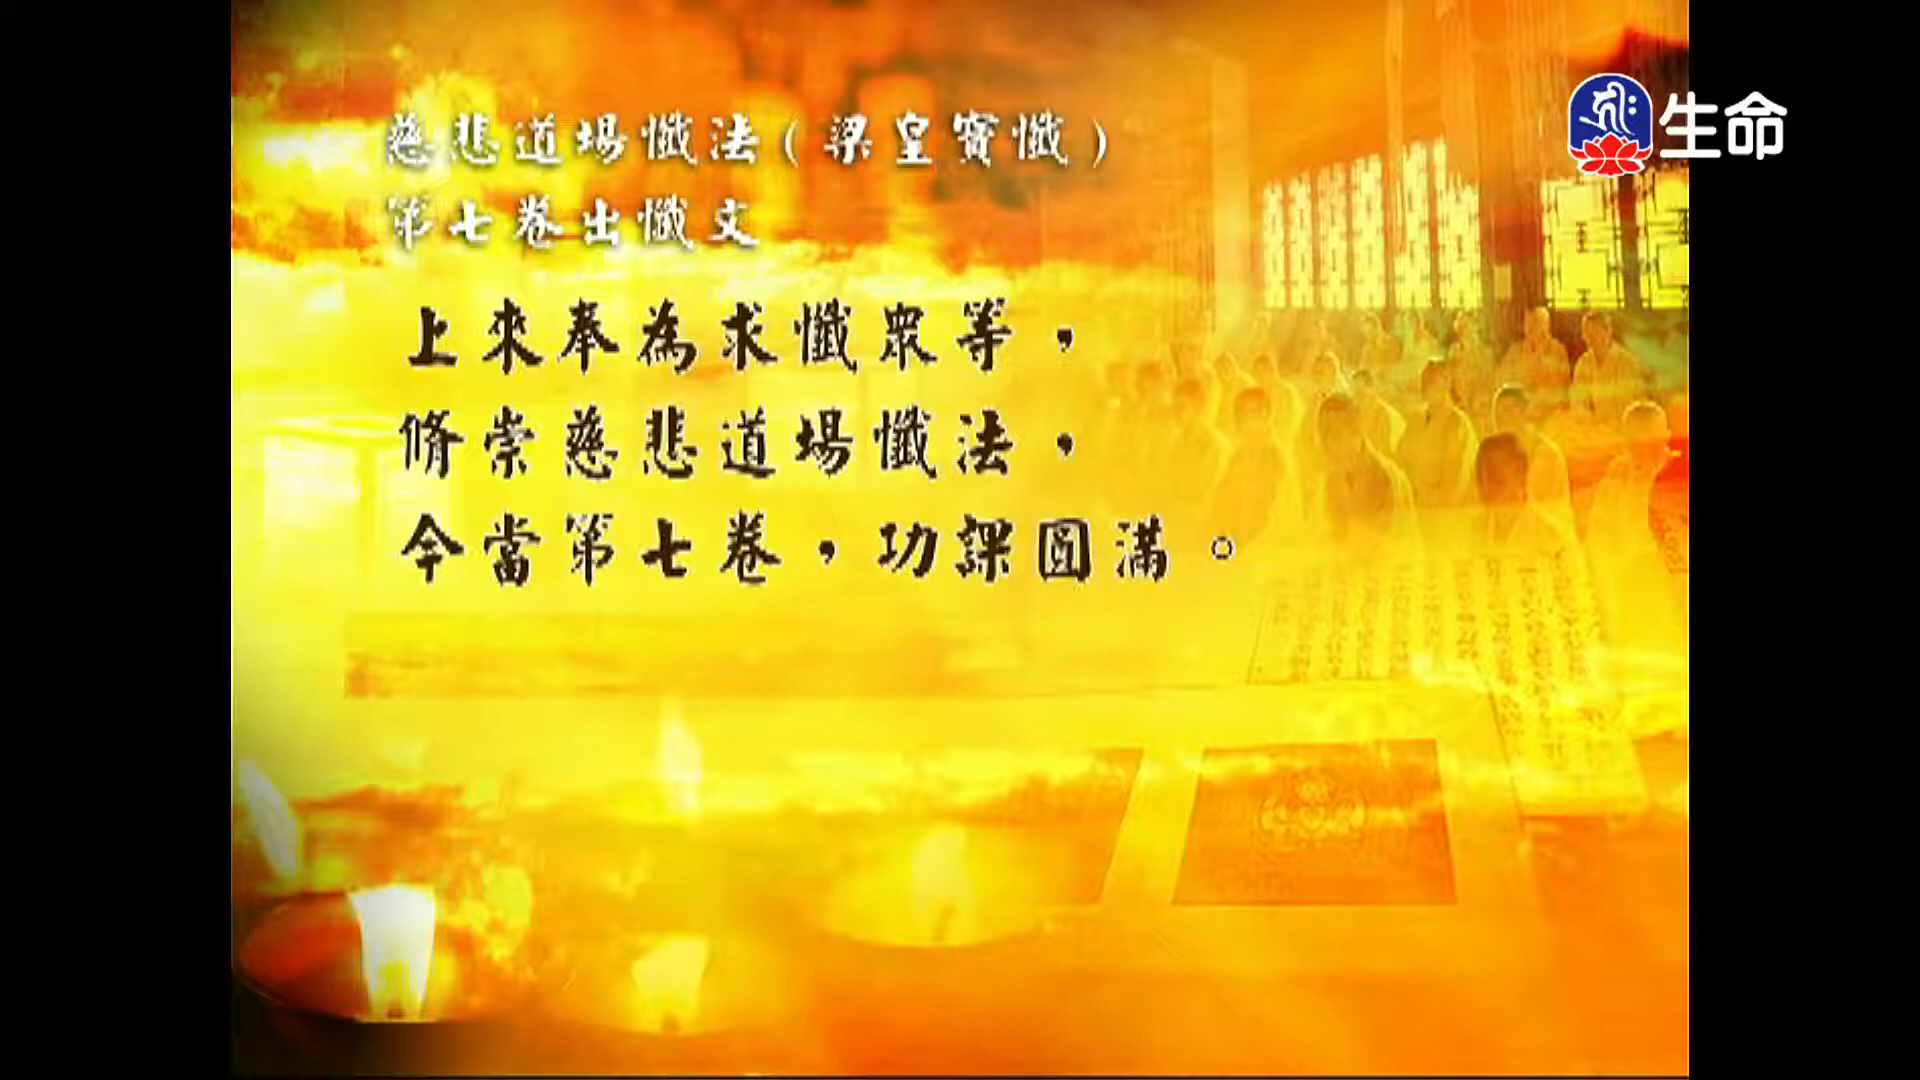 慈悲道場懺法(梁皇寶懺)
第七卷出懺文
上來奉為求懺眾等，
脩崇慈悲道場懺法，
今當第七卷，功課圓滿。
生命